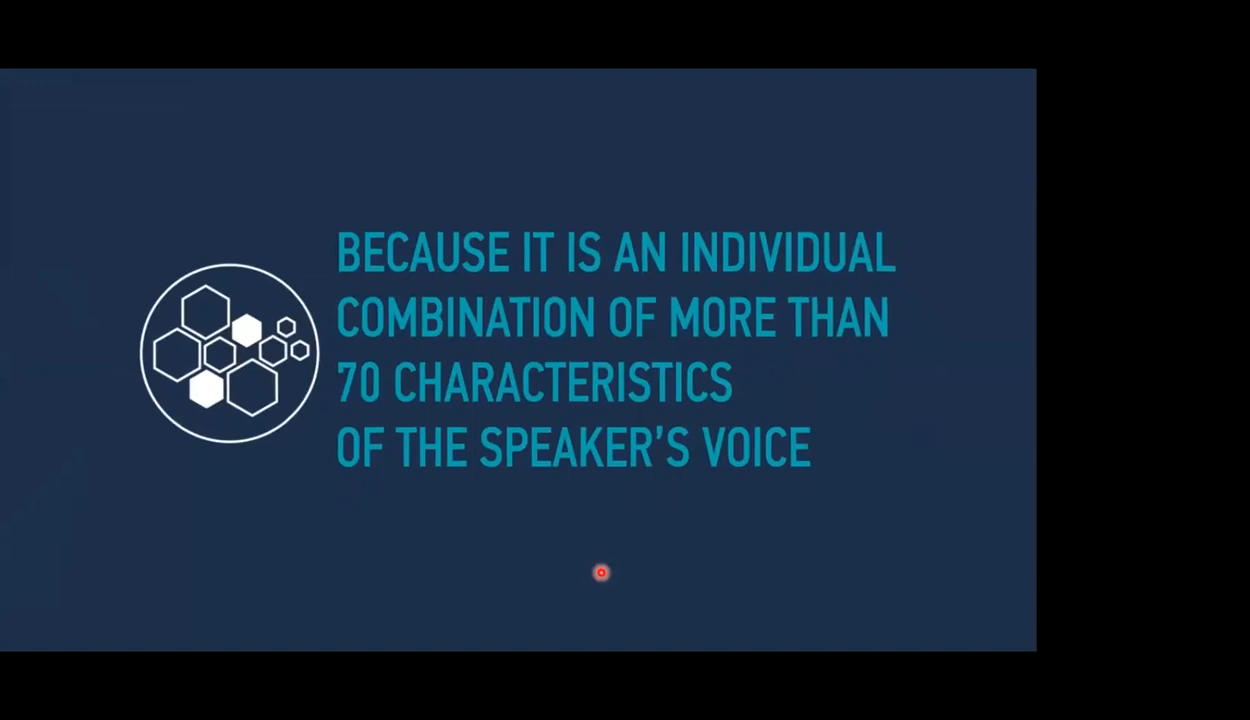 BECAUSE IT IS AN INDIVIDUAL
COMBINATION OF MORE THAN
70 CHARACTERISTICS
OF THE SPEAKER’S VOICE